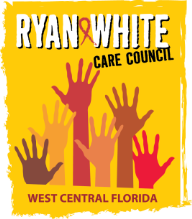 RYAN WHITE
CARE COUNCIL
WEST CENTRAL FLORIDA